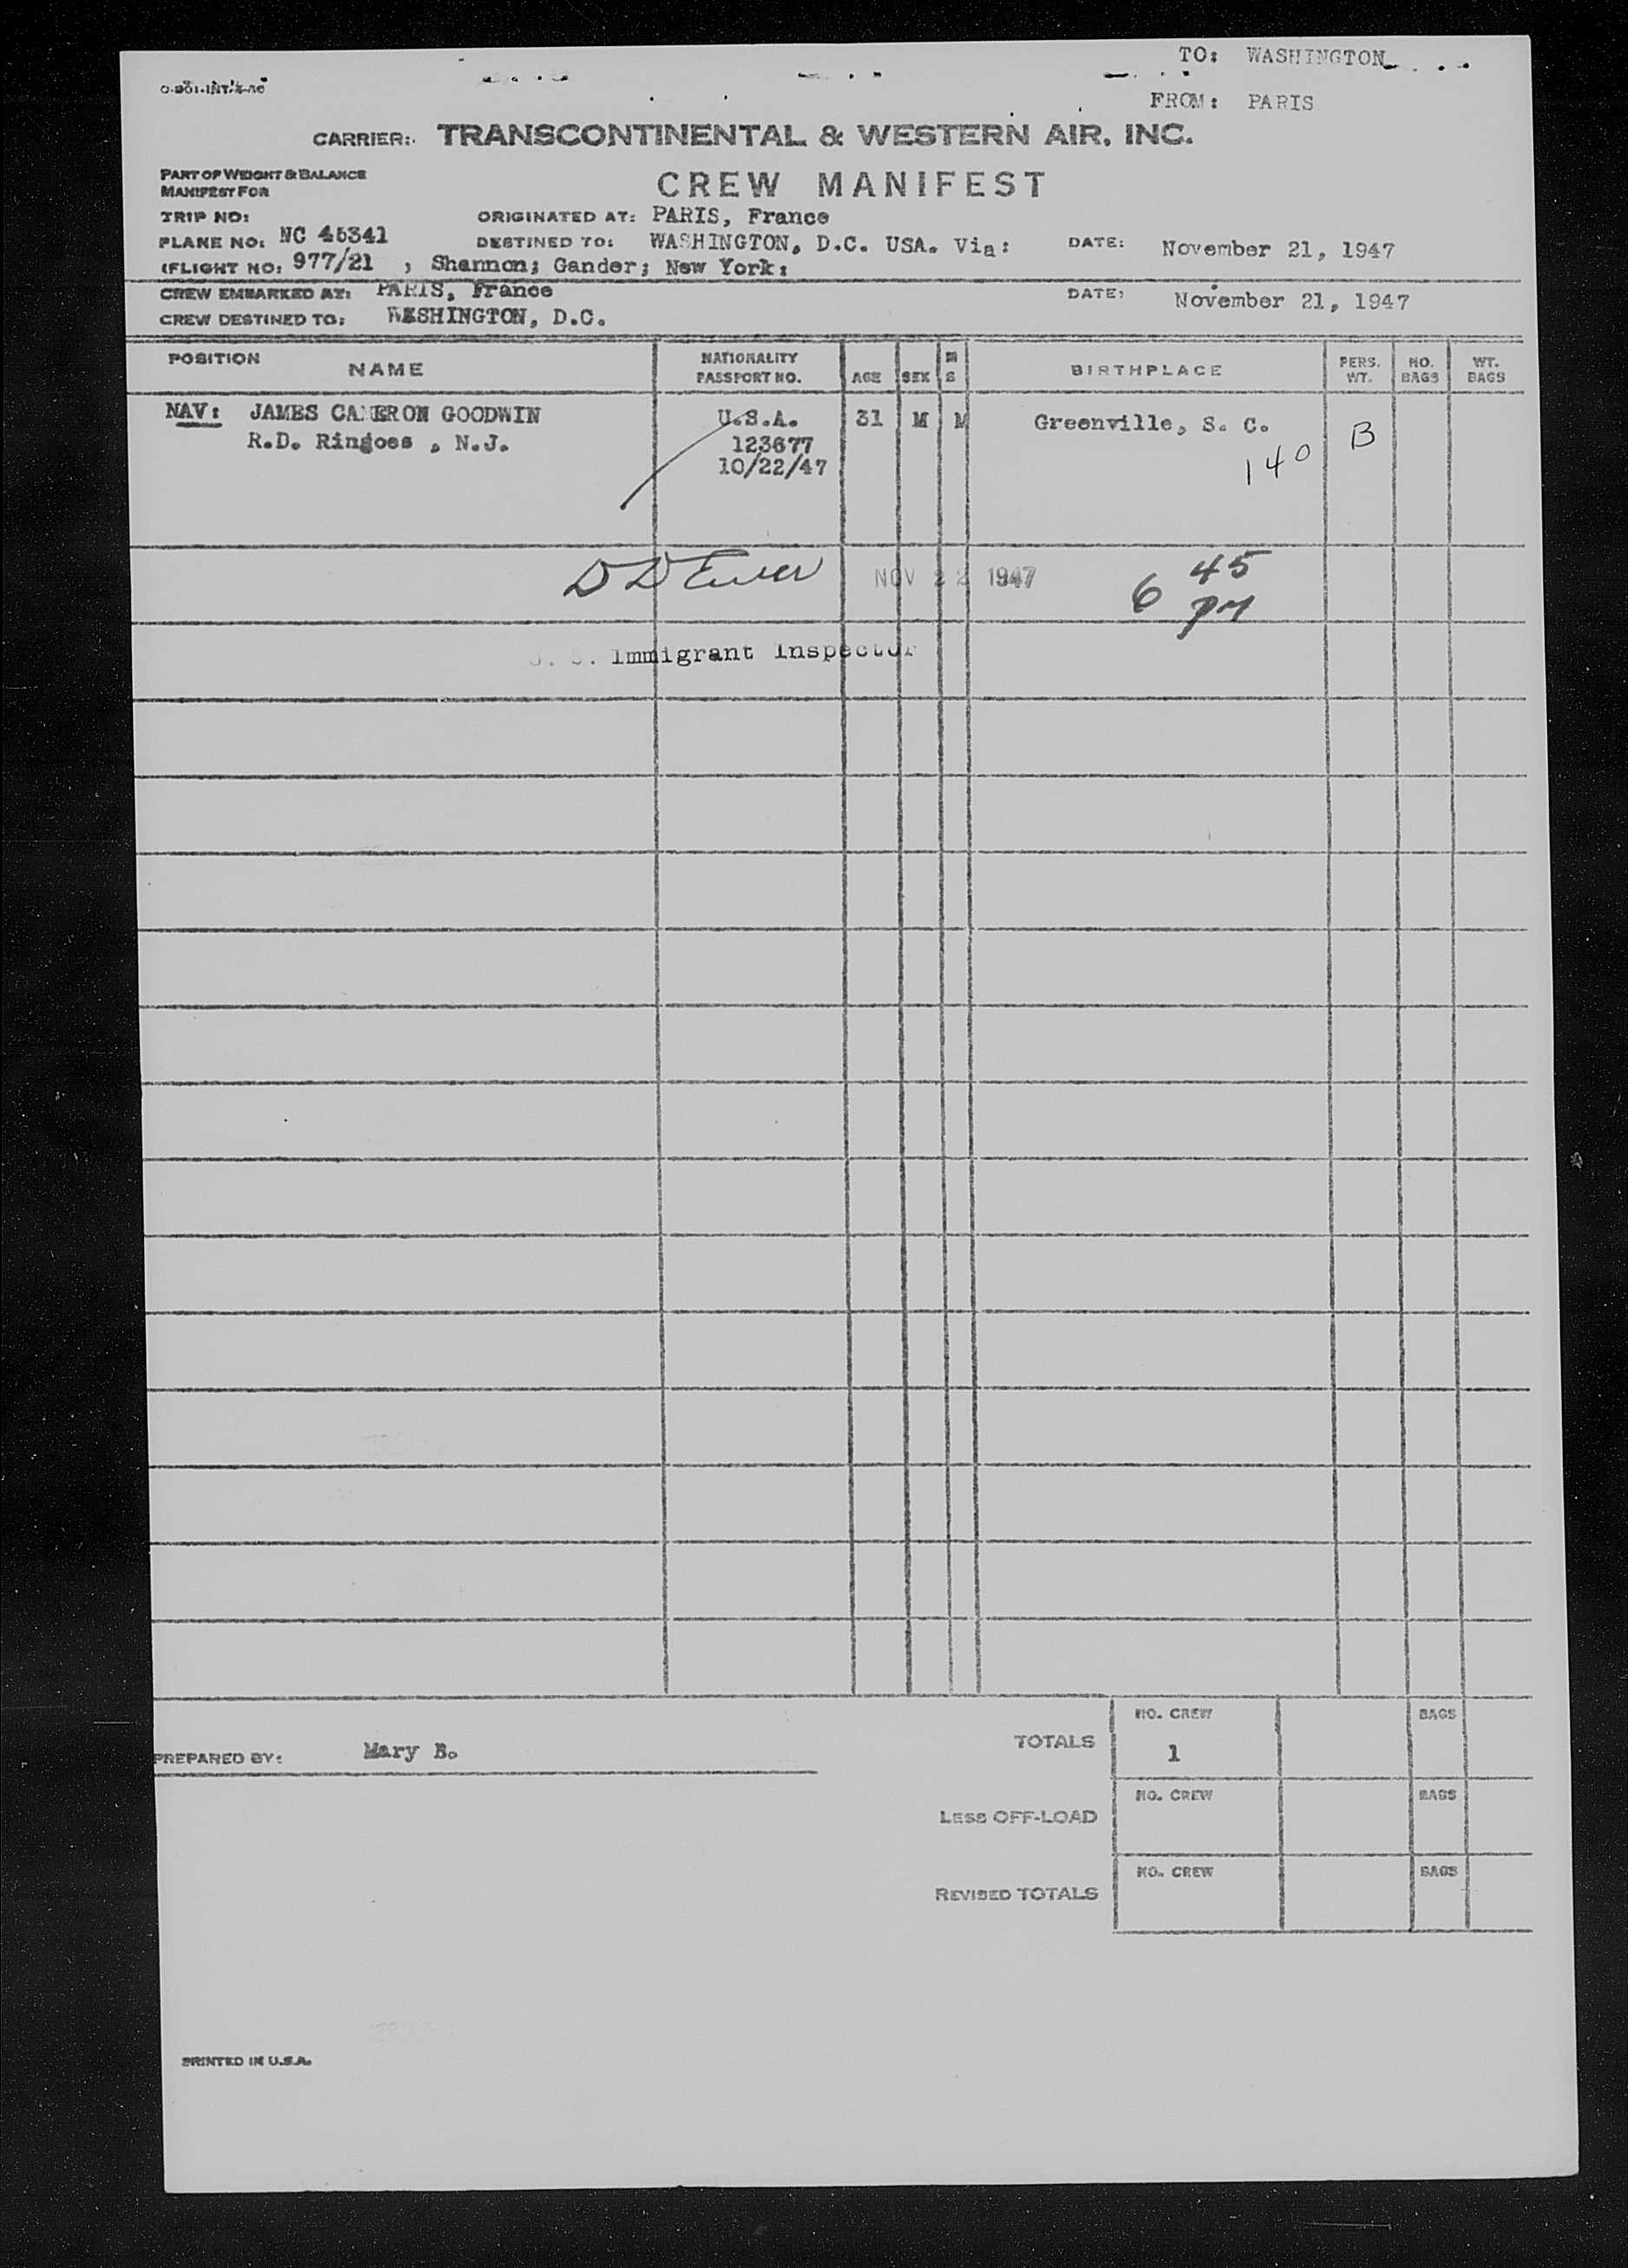 TO: WASHINGTON
FROM: PARIS
CARRIER: TRANSCONTINENTAL & WESTERN AIR, INC.
PART OF WEIGHT & BALANCE
MANIFEST FOR
CREW MANIFEST
TRIP NO:
ORIGINATED AT: PARIS, France
PLANE NO: NC 45341
DESTINED TO: WASHINGTON, D.C. USA. Via:
DATE: November 21, 1947
(FLIGHT NO: 977/21 , Shannon; Gander; New York:
CREW EMBARKED AT: PARIS, France
DATE: November 21, 1947
CREW DESTINED TO: WASHINGTON, D.C.
POSITION NAME NATIONALITY PASSPORT NO. AGE SEX M S BIRTHPLACE PERS. WT. NO. BAGS WT. BAGS
NAV: JAMES CAMERON GOODWIN U.S.A. 31 M M Greenville, S. C. B
R.D. Ringoes , N.J. 123677 140
10/22/47
NOV 22 1947 6 45 PM
U. S. Immigrant Inspector
TOTALS NO. CREW 1 BAGS
PREPARED BY: Mary B.
LESS OFF-LOAD NO. CREW BAGS
REVISED TOTALS NO. CREW BAGS
PRINTED IN U.S.A.